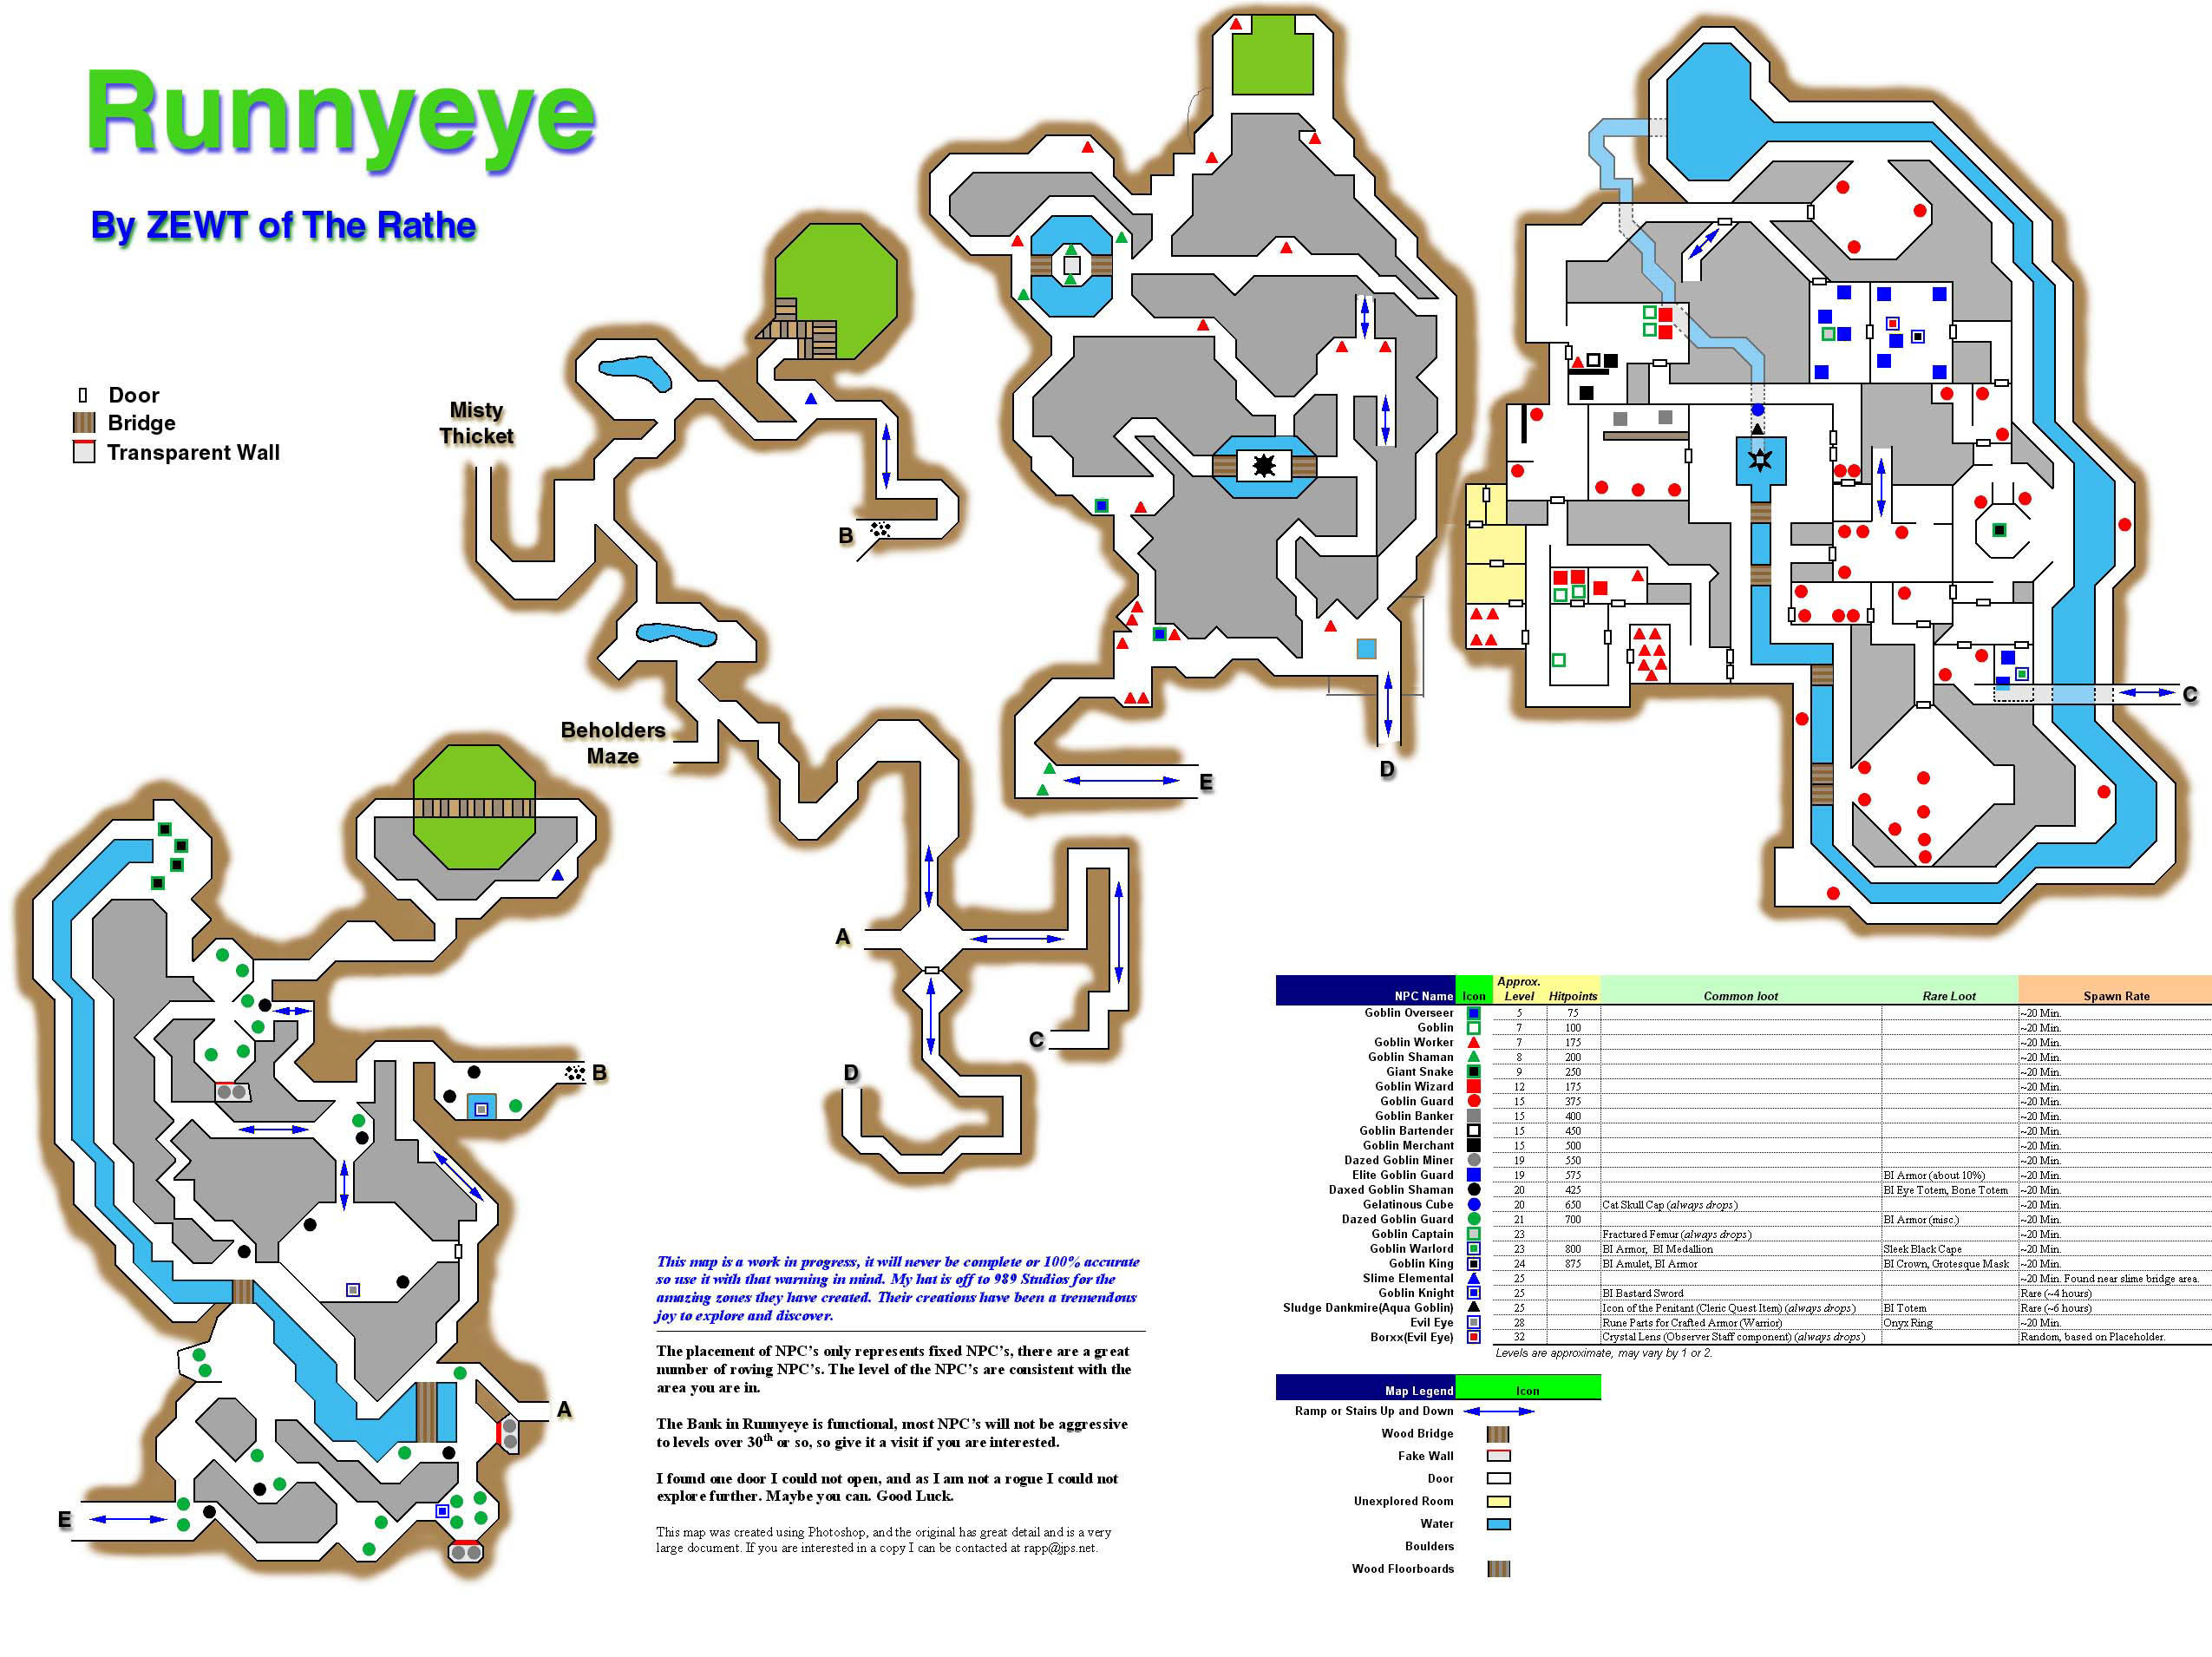 Runnyeye
By ZEWT of The Rathe
Door
Bridge
Transparent Wall
Misty
Thicket
B
Beholders
Maze
E
D
C
A
C
D
B
A
E
This map is a work in progress, it will never be complete or 100% accurate
so use it with that warning in mind. My hat is off to 989 Studios for the
amazing zones they have created. Their creations have been a tremendous
joy to explore and discover.
The placement of NPC's only represents fixed NPC's, there are a great
number of roving NPC's. The level of the NPC's are consistent with the
area you are in.
The Bank in Runnyeye is functional, most NPC's will not be aggressive
to levels over 30th or so, so give it a visit if you are interested.
I found one door I could not open, and as I am not a rogue I could not
explore further. Maybe you can. Good Luck.
This map was created using Photoshop, and the original has great detail and is a very
large document. If you are interested in a copy I can be contacted at rapp@jps.net.
Approx.
NPC Name Icon Level Hitpoints Common loot Rare Loot Spawn Rate
Goblin Overseer 5 75 ~20 Min.
Goblin 7 100 ~20 Min.
Goblin Worker 7 175 ~20 Min.
Goblin Shaman 8 200 ~20 Min.
Giant Snake 9 250 ~20 Min.
Goblin Wizard 12 175 ~20 Min.
Goblin Guard 15 375 ~20 Min.
Goblin Banker 15 400 ~20 Min.
Goblin Bartender 15 450 ~20 Min.
Goblin Merchant 15 500 ~20 Min.
Dazed Goblin Miner 19 550 ~20 Min.
Elite Goblin Guard 19 575 BI Armor (about 10%) ~20 Min.
Daxed Goblin Shaman 20 425 BI Eye Totem, Bone Totem ~20 Min.
Gelatinous Cube 20 650 Cat Skull Cap (always drops) ~20 Min.
Dazed Goblin Guard 21 700 BI Armor (misc.) ~20 Min.
Goblin Captain 23 Fractured Femur (always drops) ~20 Min.
Goblin Warlord 23 800 BI Armor, BI Medallion Sleek Black Cape ~20 Min.
Goblin King 24 875 BI Amulet, BI Armor BI Crown, Grotesque Mask ~20 Min.
Slime Elemental 25 ~20 Min. Found near slime bridge area.
Goblin Knight 25 BI Bastard Sword Rare (~4 hours)
Sludge Dankmire(Aqua Goblin) 25 Icon of the Penitant (Cleric Quest Item) (always drops) BI Totem Rare (~6 hours)
Evil Eye 28 Rune Parts for Crafted Armor (Warrior) Onyx Ring ~20 Min.
Borxx(Evil Eye) 32 Crystal Lens (Observer Staff component) (always drops) Random, based on Placeholder.
Levels are approximate, may vary by 1 or 2.
Map Legend Icon
Ramp or Stairs Up and Down
Wood Bridge
Fake Wall
Door
Unexplored Room
Water
Boulders
Wood Floorboards